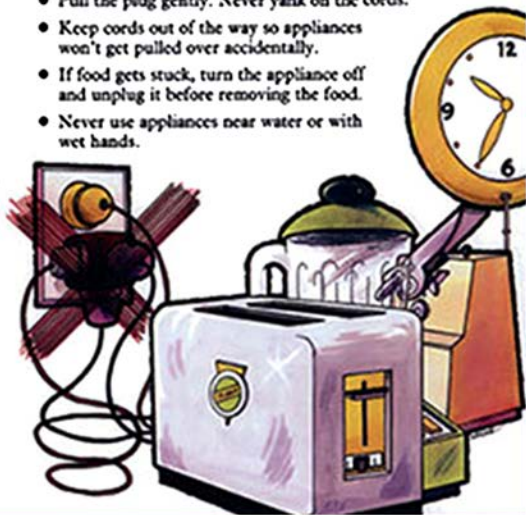 Pull the plug gently. Never yank on the cords.
• Keep cords out of the way so appliances
won't get pulled over accidentally.
• If food gets stuck, turn the appliance off
and unplug it before removing the food.
• Never use appliances near water or with
wet hands.
12
9
6